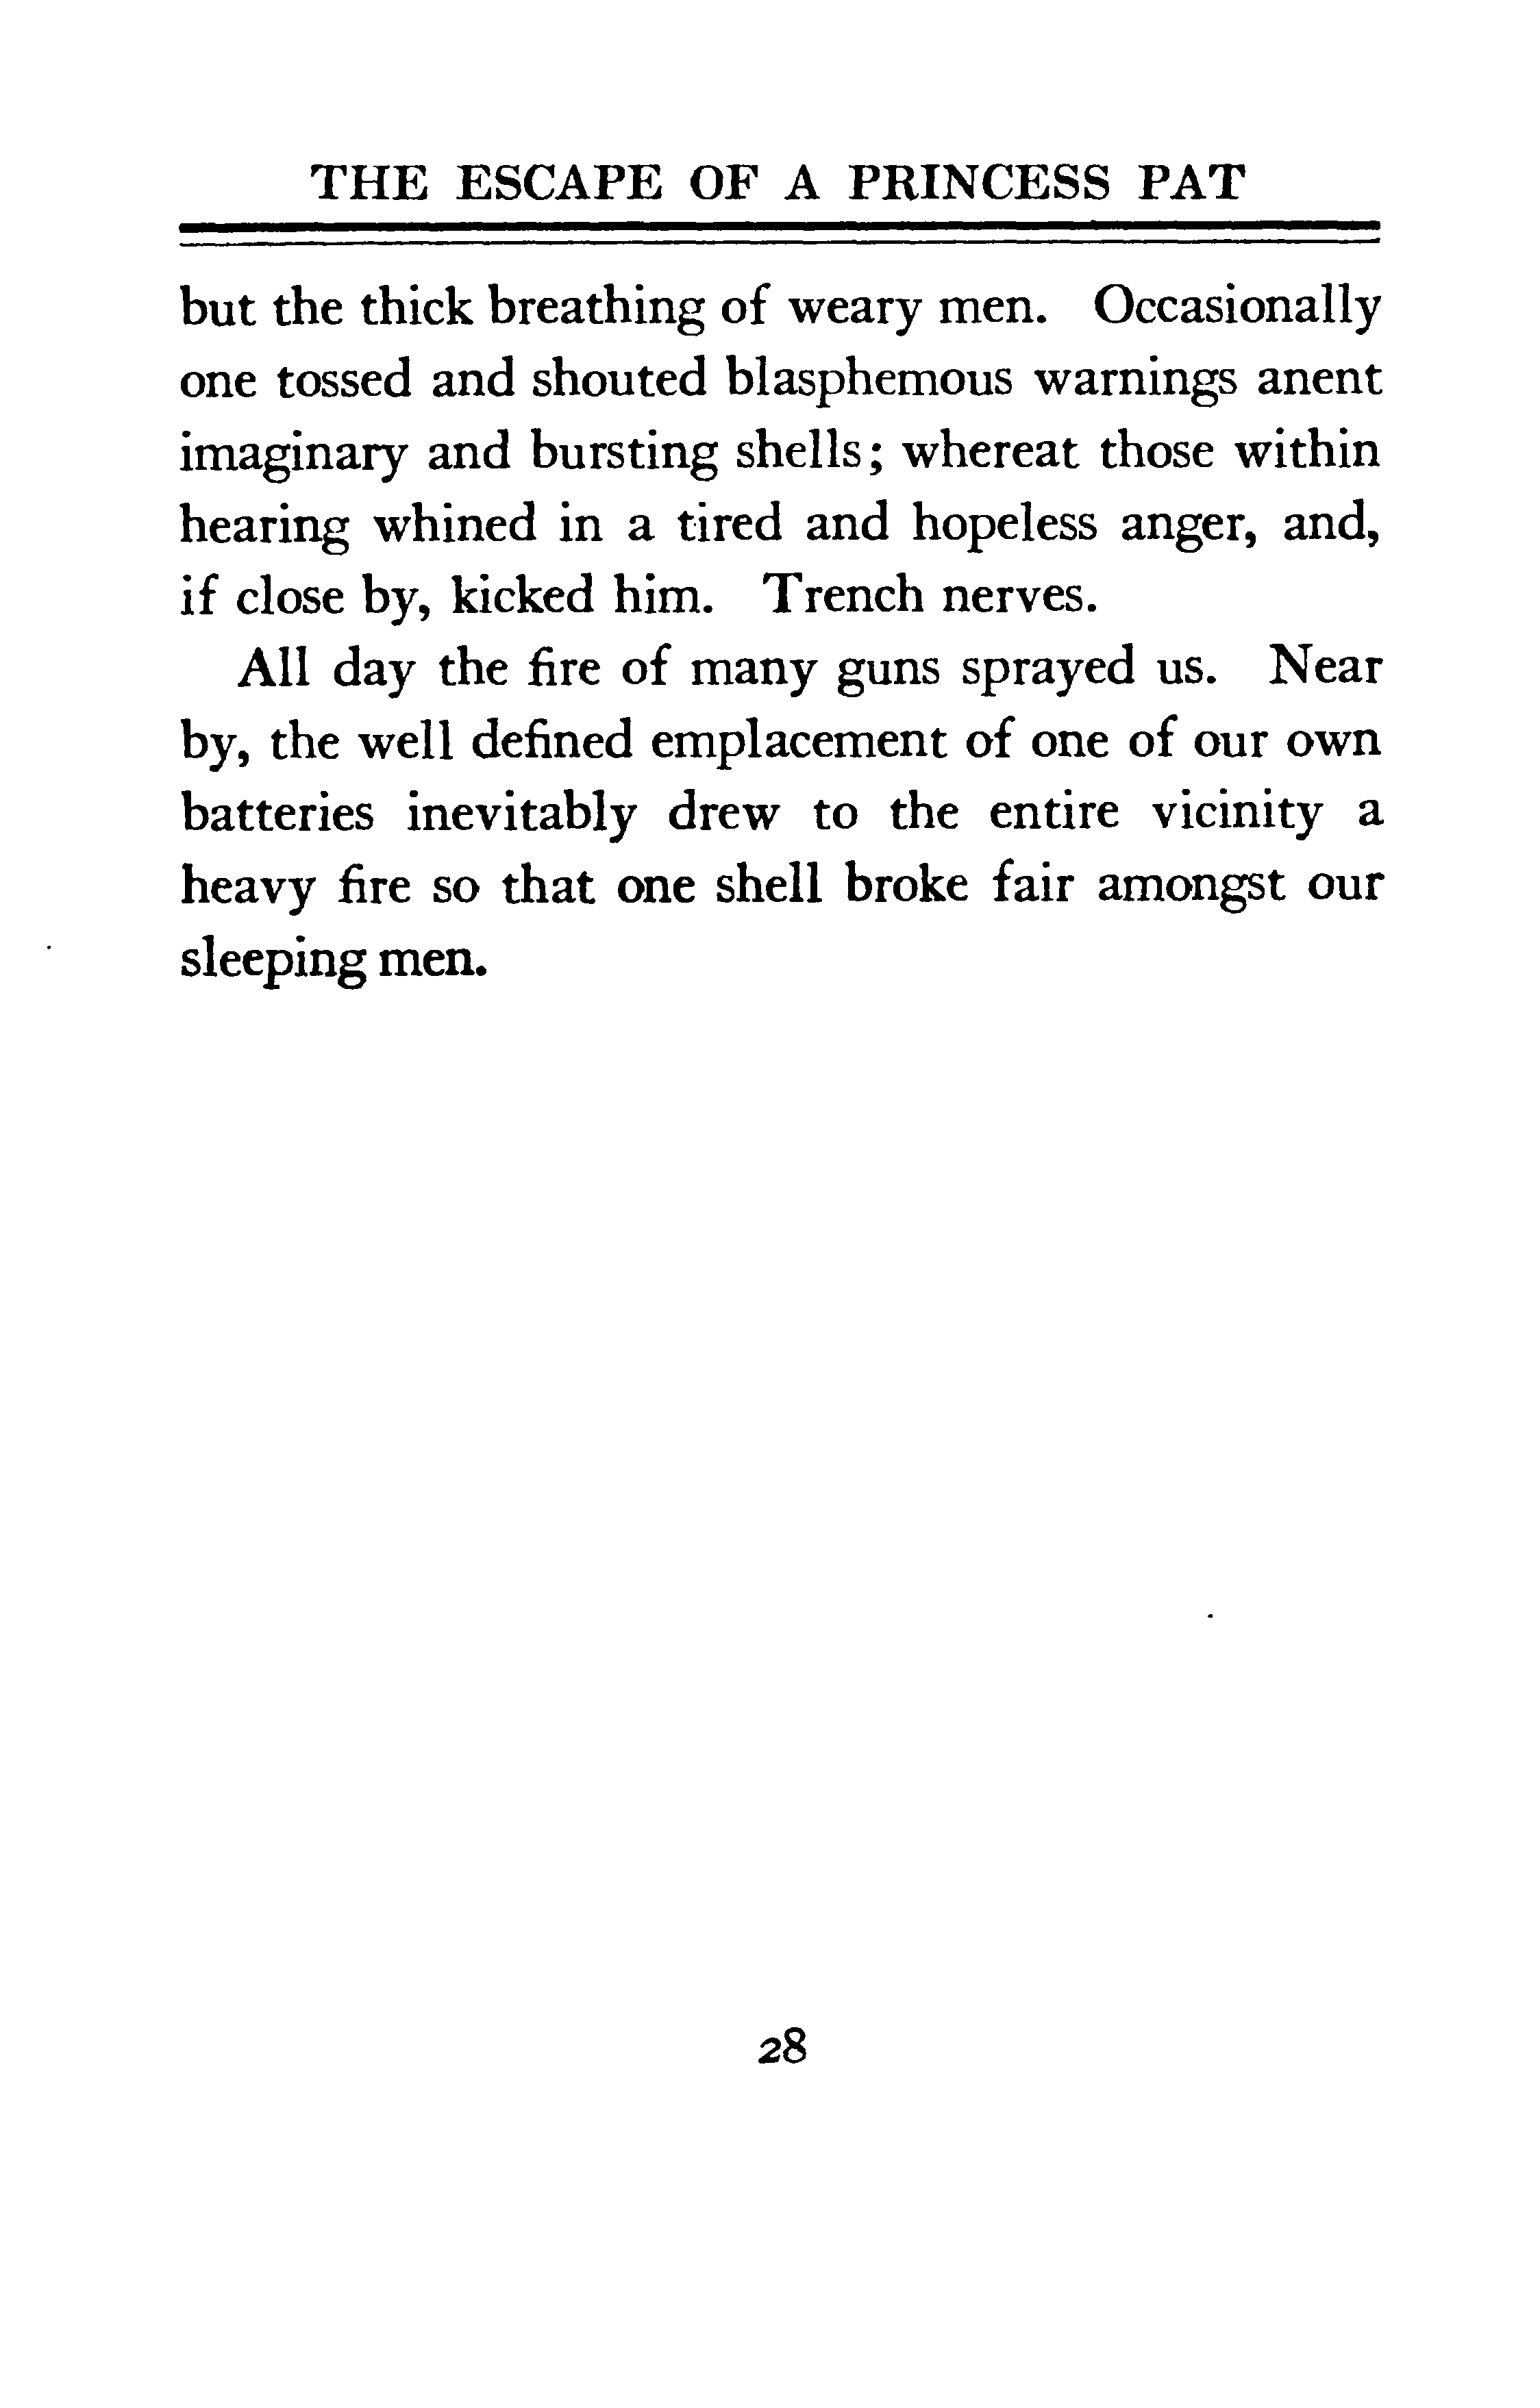 THE ESCAPE OF A PRINCESS PAT
but the thick breathing of weary men. Occasionally
one tossed and shouted blasphemous warnings anent
imaginary and bursting shells; whereat those within
hearing whined in a tired and hopeless anger, and,
if close by, kicked him. Trench nerves.
All day the fire of many guns sprayed us. Near
by, the well defined emplacement of one of our own
batteries inevitably drew to the entire vicinity a
heavy fire so that one shell broke fair amongst our
sleeping men.
28